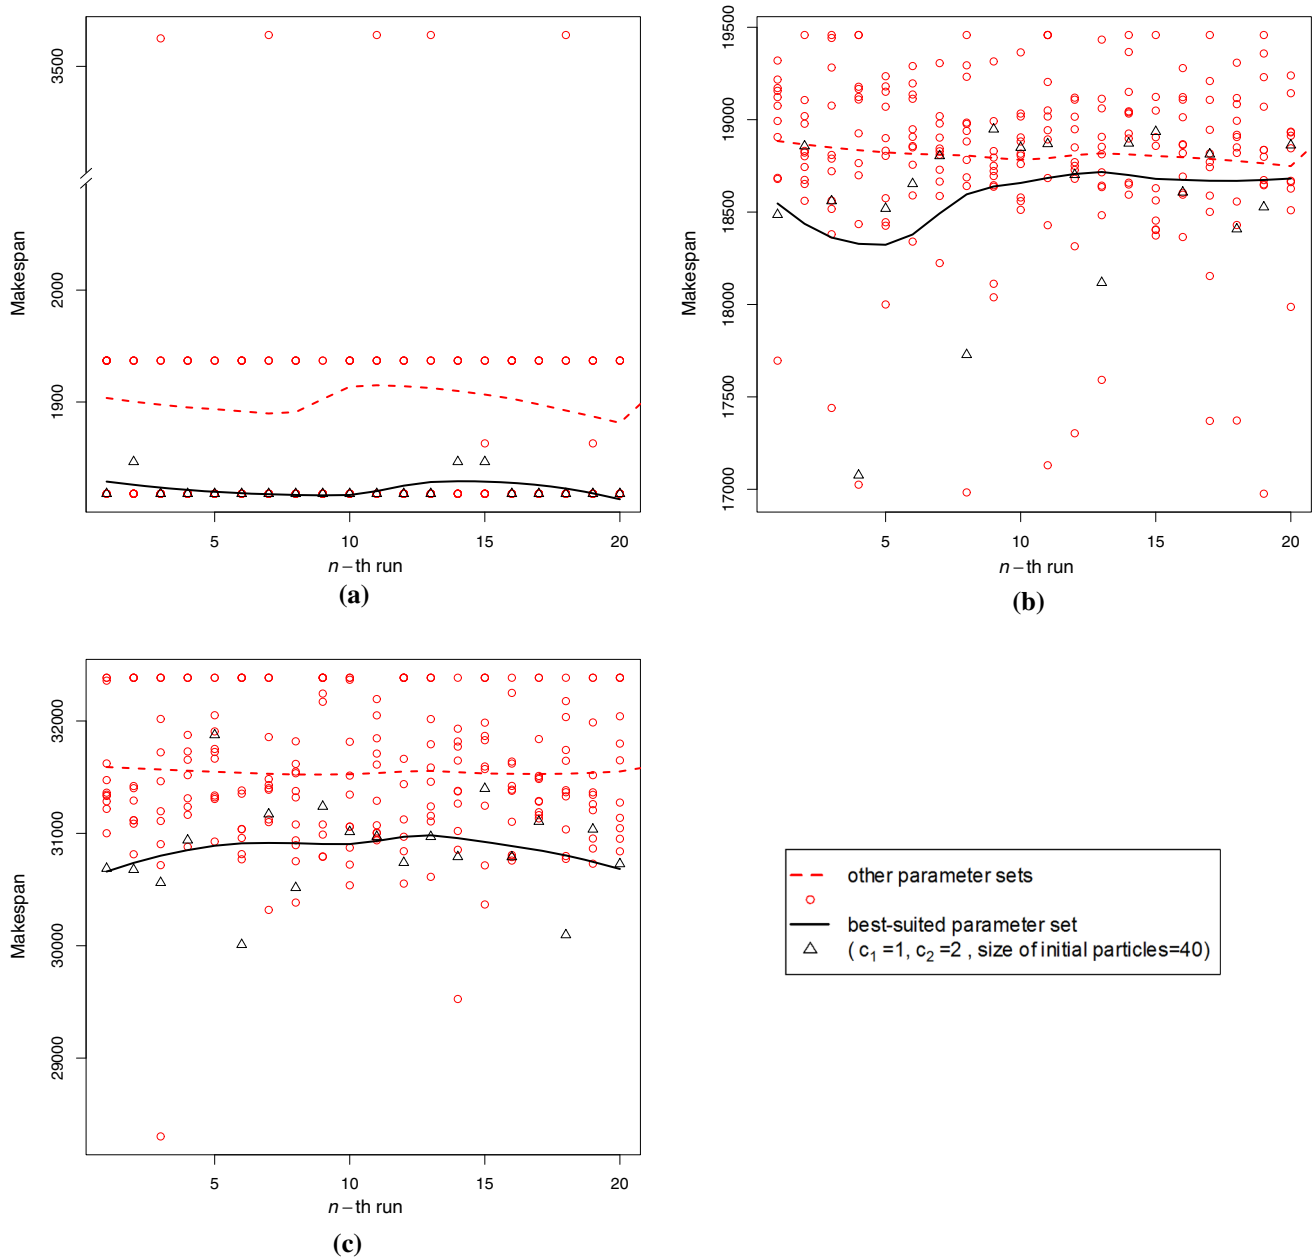 Makespan
3500
2000
1900
5
10
15
20
n – th run
(a)
Makespan
19500
19000
18500
18000
17500
17000
5
10
15
20
n – th run
(b)
Makespan
32000
31000
30000
29000
5
10
15
20
n – th run
(c)
other parameter sets
best-suited parameter set
( c1 =1, c2 =2 , size of initial particles=40)